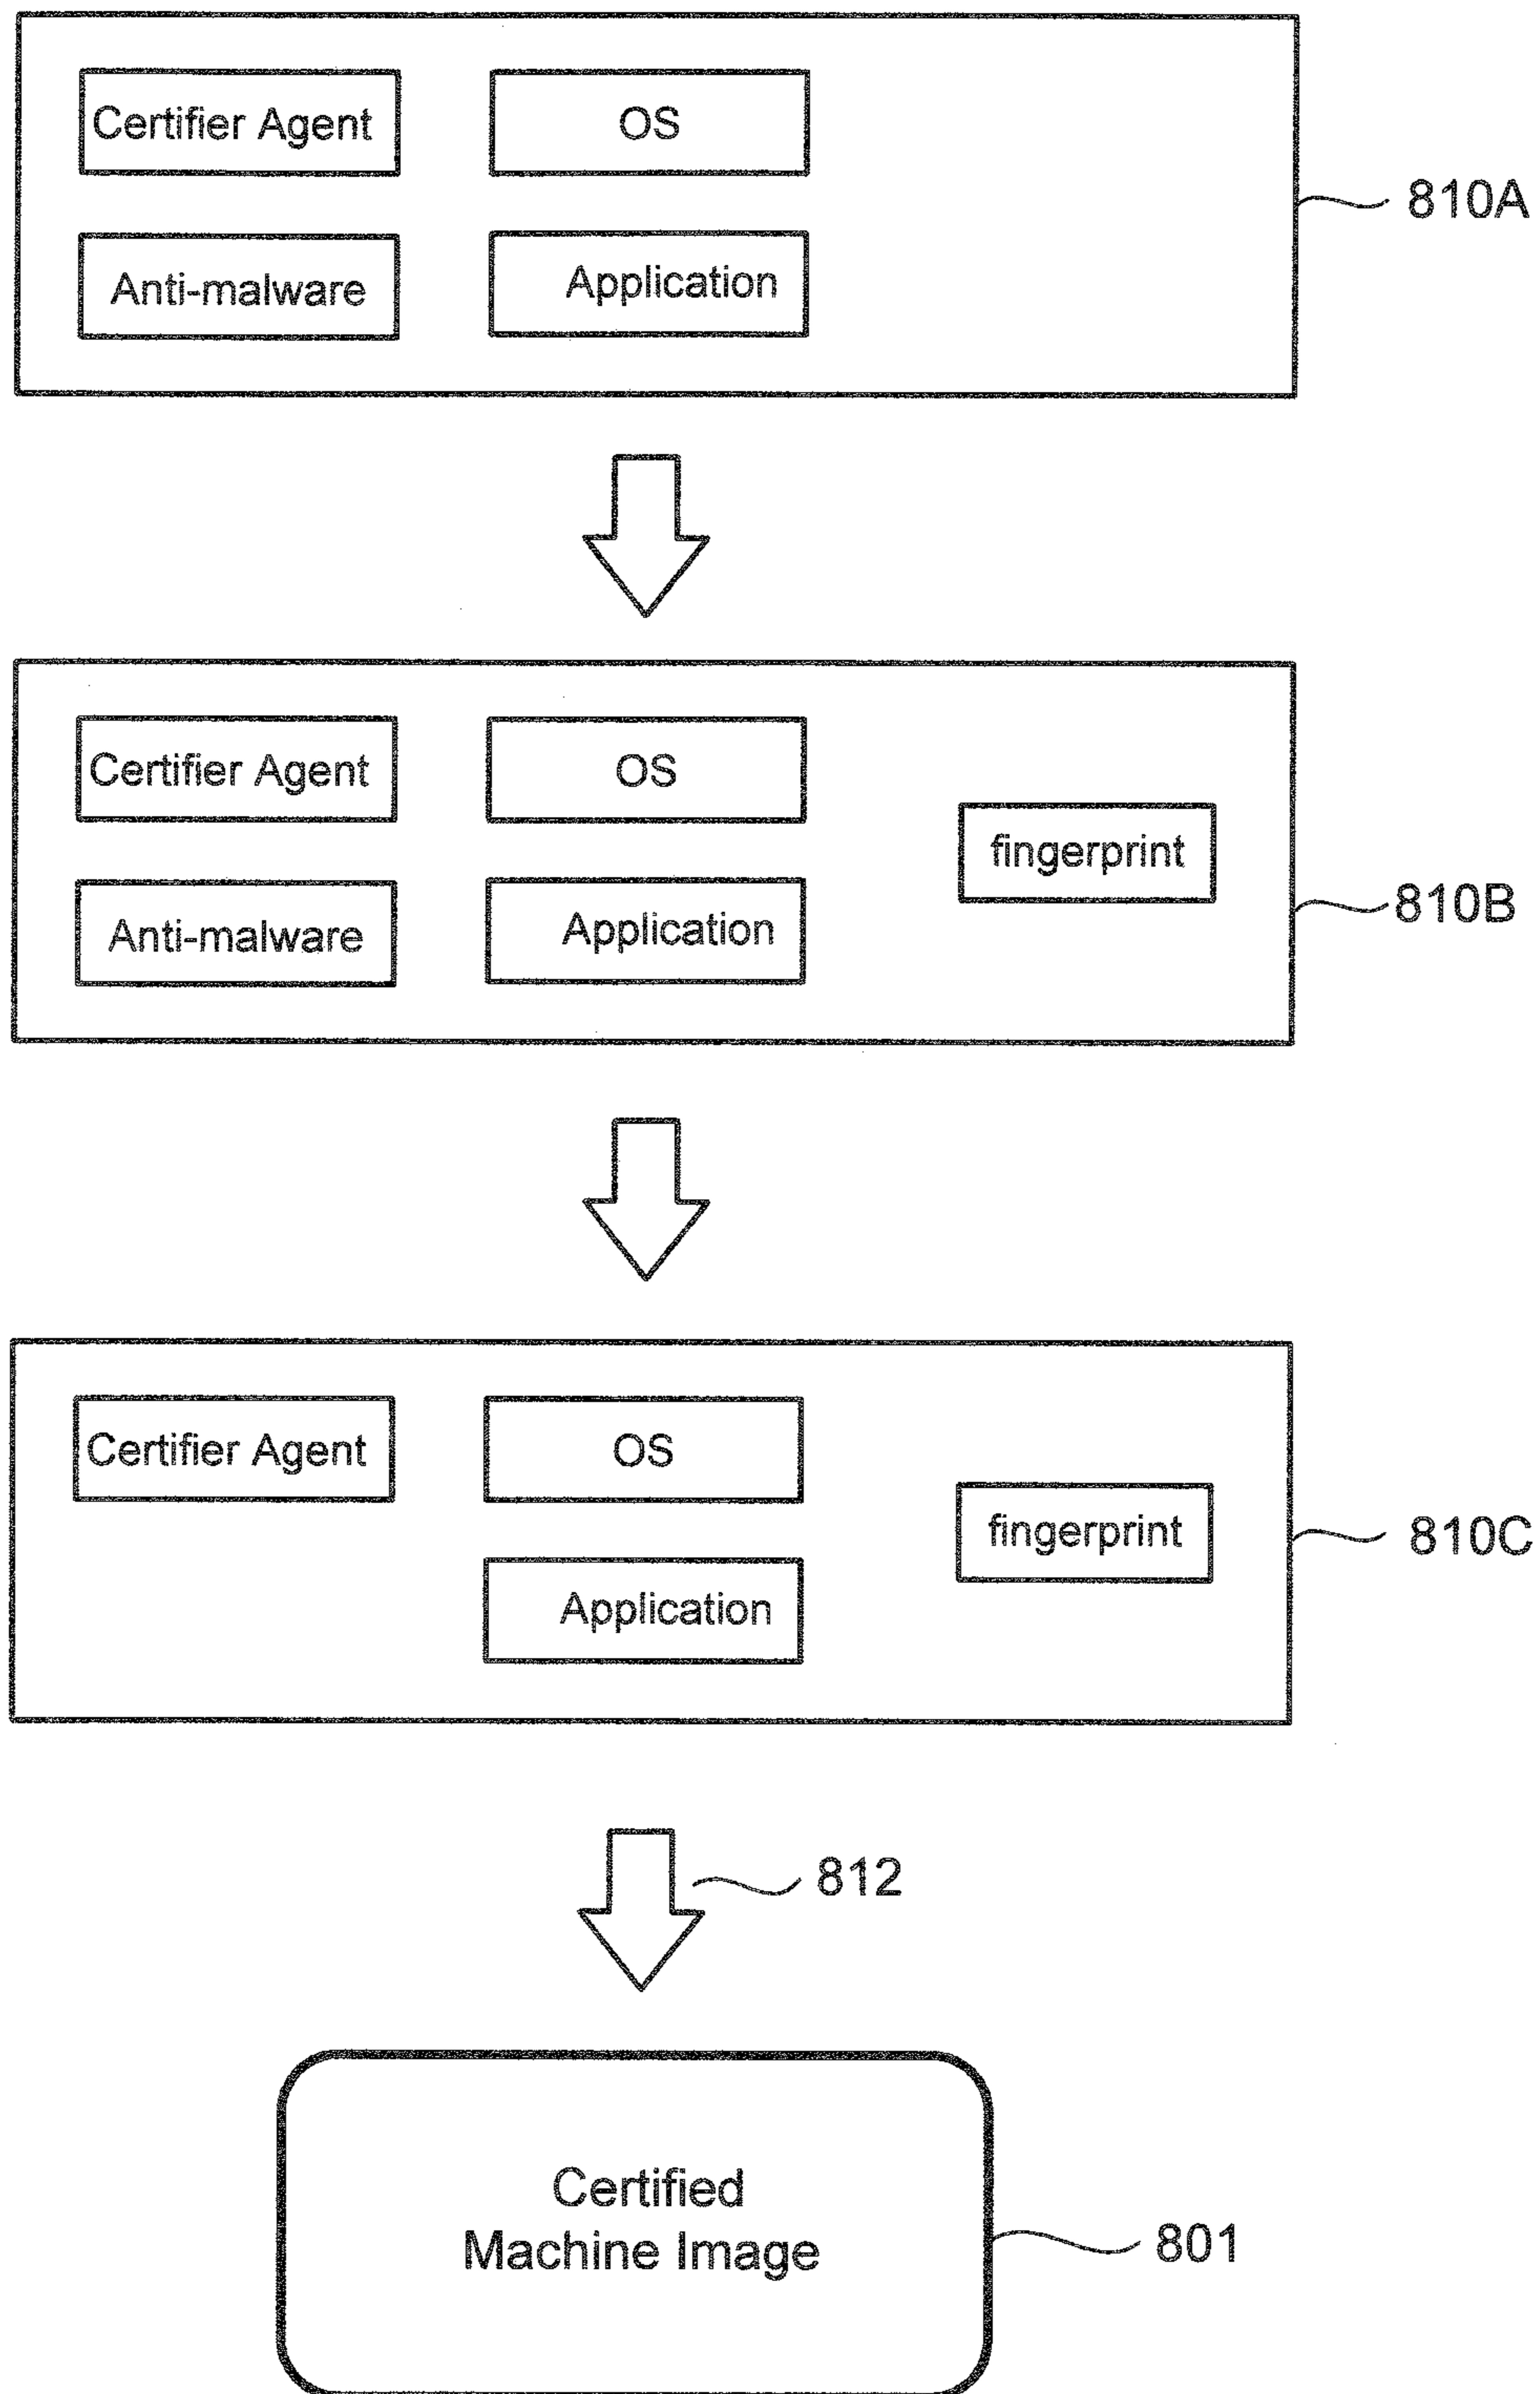 Certifier Agent
OS
810A
Anti-malware
Application
Certifier Agent
OS
fingerprint
810B
Anti-malware
Application
Certifier Agent
OS
fingerprint
810C
Application
812
Certified
Machine Image
801